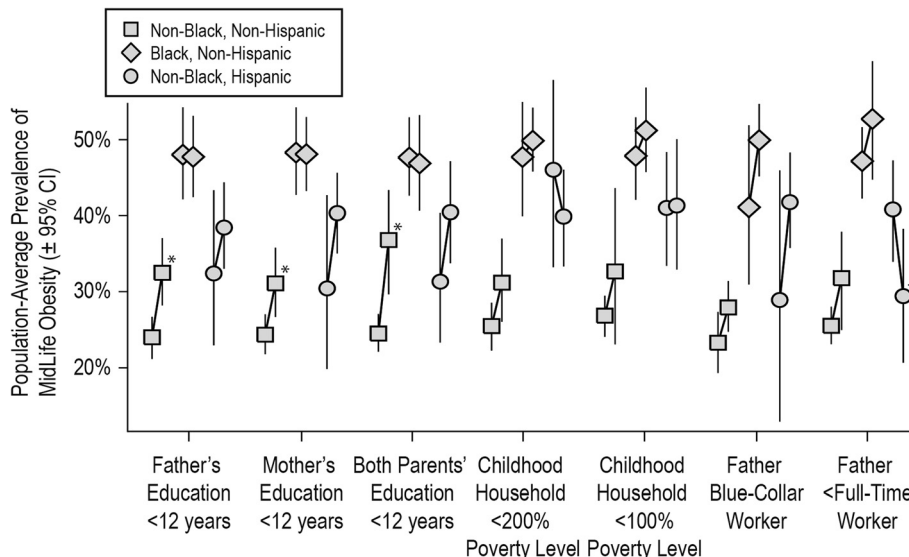 Non-Black, Non-Hispanic
Black, Non-Hispanic
Non-Black, Hispanic
Population-Average Prevalence of
MidLife Obesity (± 95% CI)
50%
40%
30%
20%
*
*
*
Father's
Education
<12 years
Mother's
Education
<12 years
Both Parents'
Education
<12 years
Childhood
Household
<200%
Poverty Level
Childhood
Household
<100%
Poverty Level
Father
Blue-Collar
Worker
Father
<Full-Time
Worker